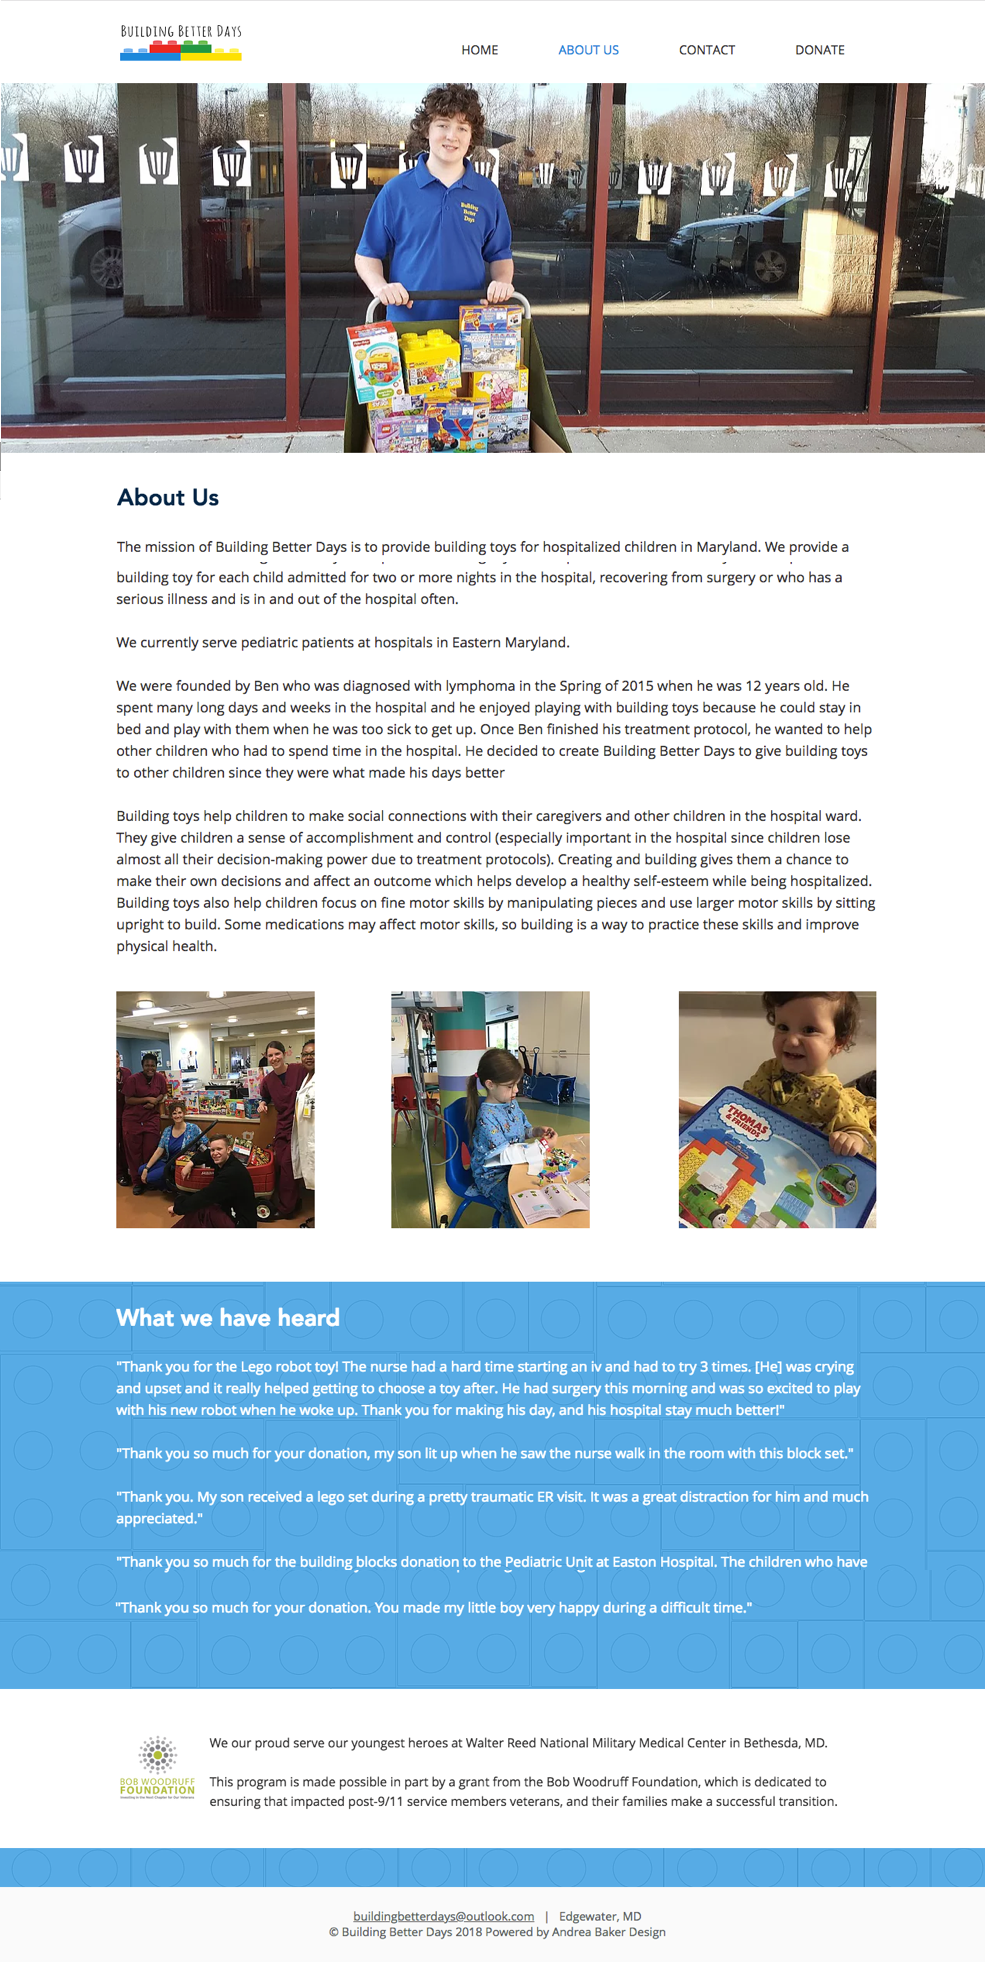 BUILDING BETTER DAYS
HOME
ABOUT US
CONTACT
DONATE
Building
Better
Days
About Us
The mission of Building Better Days is to provide building toys for hospitalized children in Maryland. We provide a
building toy for each child admitted for two or more nights in the hospital, recovering from surgery or who has a
serious illness and is in and out of the hospital often.
We currently serve pediatric patients at hospitals in Eastern Maryland.
We were founded by Ben who was diagnosed with lymphoma in the Spring of 2015 when he was 12 years old. He
spent many long days and weeks in the hospital and he enjoyed playing with building toys because he could stay in
bed and play with them when he was too sick to get up. Once Ben finished his treatment protocol, he wanted to help
other children who had to spend time in the hospital. He decided to create Building Better Days to give building toys
to other children since they were what made his days better
Building toys help children to make social connections with their caregivers and other children in the hospital ward.
They give children a sense of accomplishment and control (especially important in the hospital since children lose
almost all their decision-making power due to treatment protocols). Creating and building gives them a chance to
make their own decisions and affect an outcome which helps develop a healthy self-esteem while being hospitalized.
Building toys also help children focus on fine motor skills by manipulating pieces and use larger motor skills by sitting
upright to build. Some medications may affect motor skills, so building is a way to practice these skills and improve
physical health.
THOMAS
& FRIENDS
What we have heard
"Thank you for the Lego robot toy! The nurse had a hard time starting an iv and had to try 3 times. [He] was crying
and upset and it really helped getting to choose a toy after. He had surgery this morning and was so excited to play
with his new robot when he woke up. Thank you for making his day, and his hospital stay much better!"
"Thank you so much for your donation, my son lit up when he saw the nurse walk in the room with this block set."
"Thank you. My son received a lego set during a pretty traumatic ER visit. It was a great distraction for him and much
appreciated."
"Thank you so much for the building blocks donation to the Pediatric Unit at Easton Hospital. The children who have
"Thank you so much for your donation. You made my little boy very happy during a difficult time."
BOB WOODRUFF
FOUNDATION
We our proud serve our youngest heroes at Walter Reed National Military Medical Center in Bethesda, MD.
This program is made possible in part by a grant from the Bob Woodruff Foundation, which is dedicated to
ensuring that impacted post-9/11 service members veterans, and their families make a successful transition.
buildingbetterdays@outlook.com | Edgewater, MD
© Building Better Days 2018 Powered by Andrea Baker Design